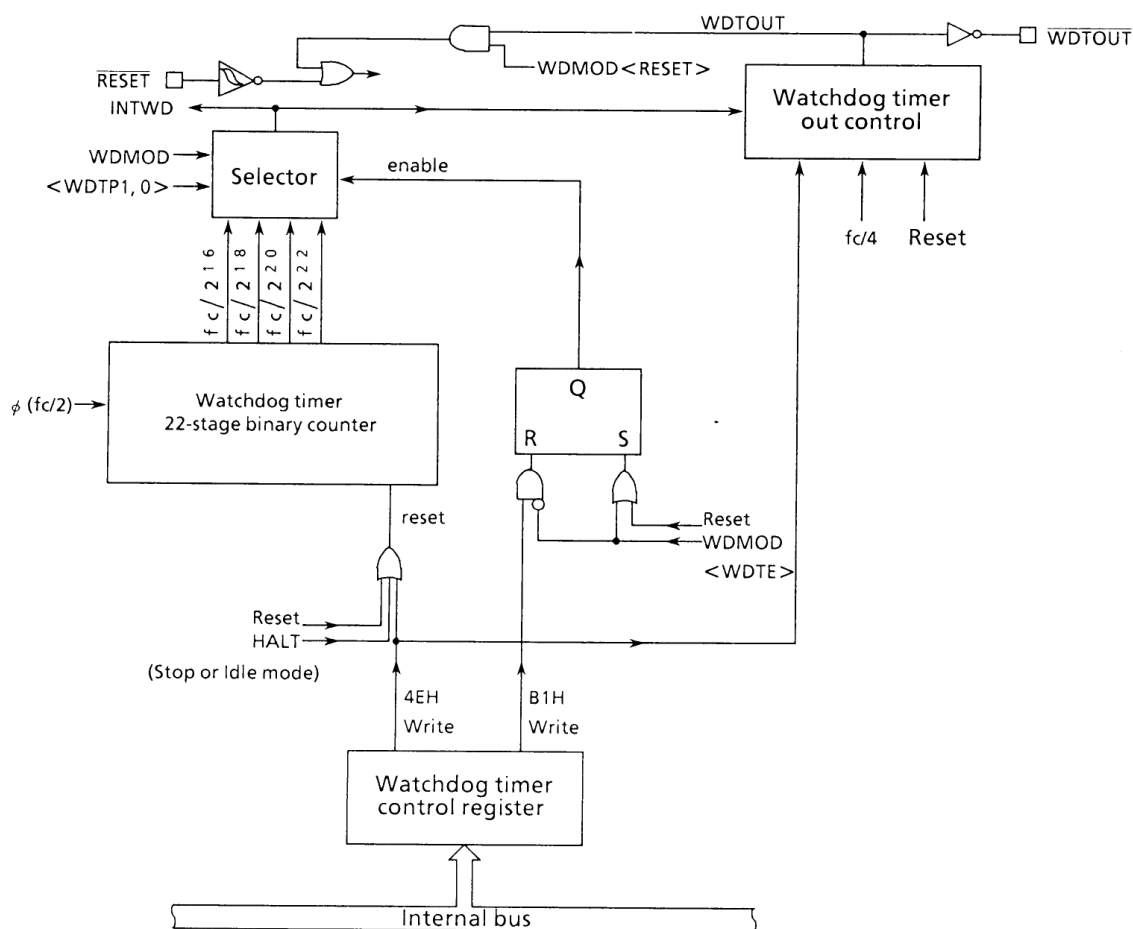 WDTOUT
WDTOUT
RESET
WDMOD<RESET>
INTWD
Watchdog timer
out control
WDMOD
<WDTP1, 0>
Selector
enable
fc/4
Reset
fc/216
fc/218
fc/220
fc/222
φ (fc/2)
Watchdog timer
22-stage binary counter
Q
R
S
reset
Reset
WDMOD
<WDTE>
Reset
HALT
(Stop or Idle mode)
4EH
Write
B1H
Write
Watchdog timer
control register
Internal bus